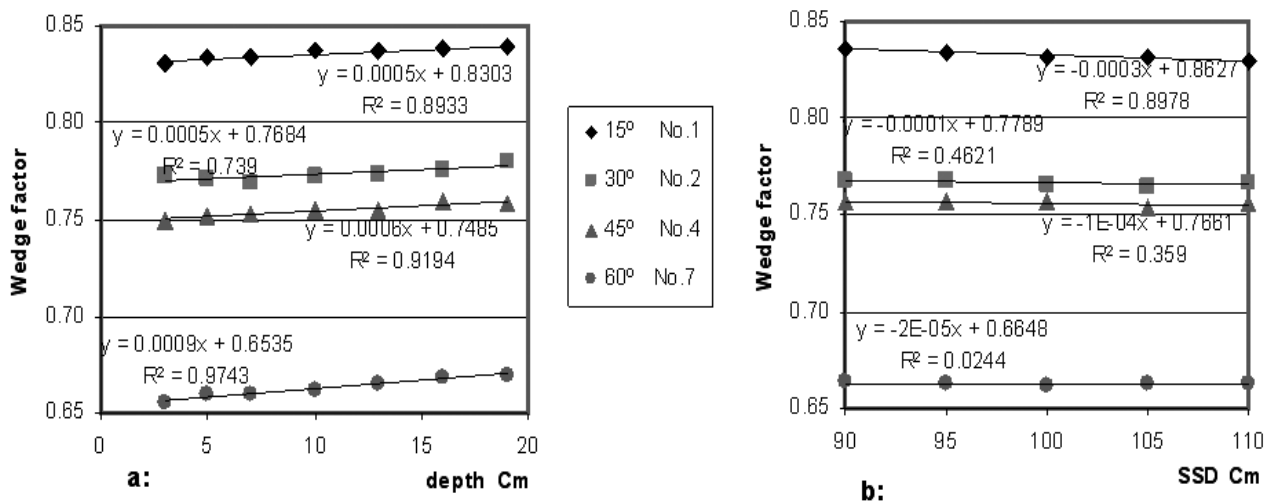 0.85
0.80
0.75
0.70
0.65
Wedge factor
y = 0.0005x + 0.8303
R² = 0.8933
y = 0.0005x + 0.7684
R² = 0.739
y = 0.0006x + 0.7485
R² = 0.9194
y = 0.0009x + 0.6535
R² = 0.9743
0 5 10 15 20
a: depth Cm
15º No.1
30º No.2
45º No.4
60º No.7
0.85
0.80
0.75
0.70
0.65
Wedge factor
y = -0.0003x + 0.8627
R² = 0.8978
y = -0.0001x + 0.7789
R² = 0.4621
y = -1E-04x + 0.7661
R² = 0.359
y = -2E-05x + 0.6648
R² = 0.0244
90 95 100 105 110
b: SSD Cm